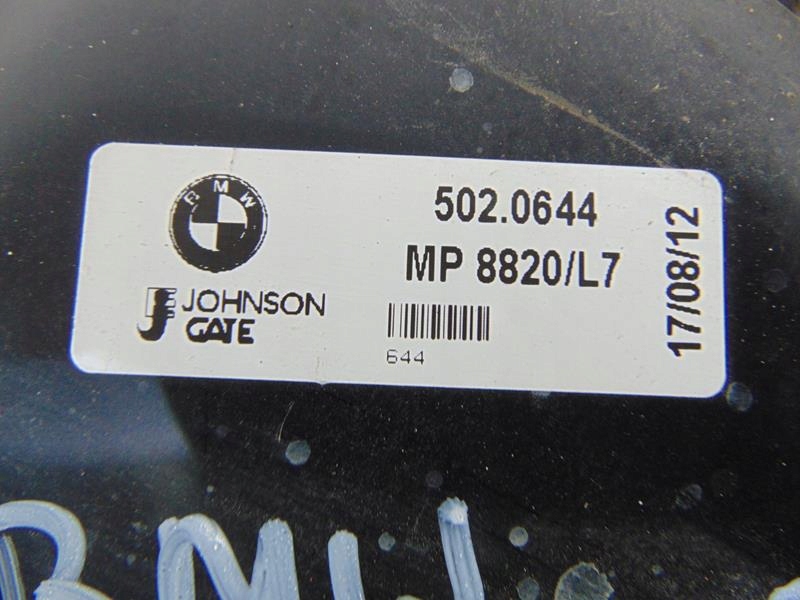 BMW
502.0644
MP 8820/L7
JOHNSON
GATE
644
17/08/12